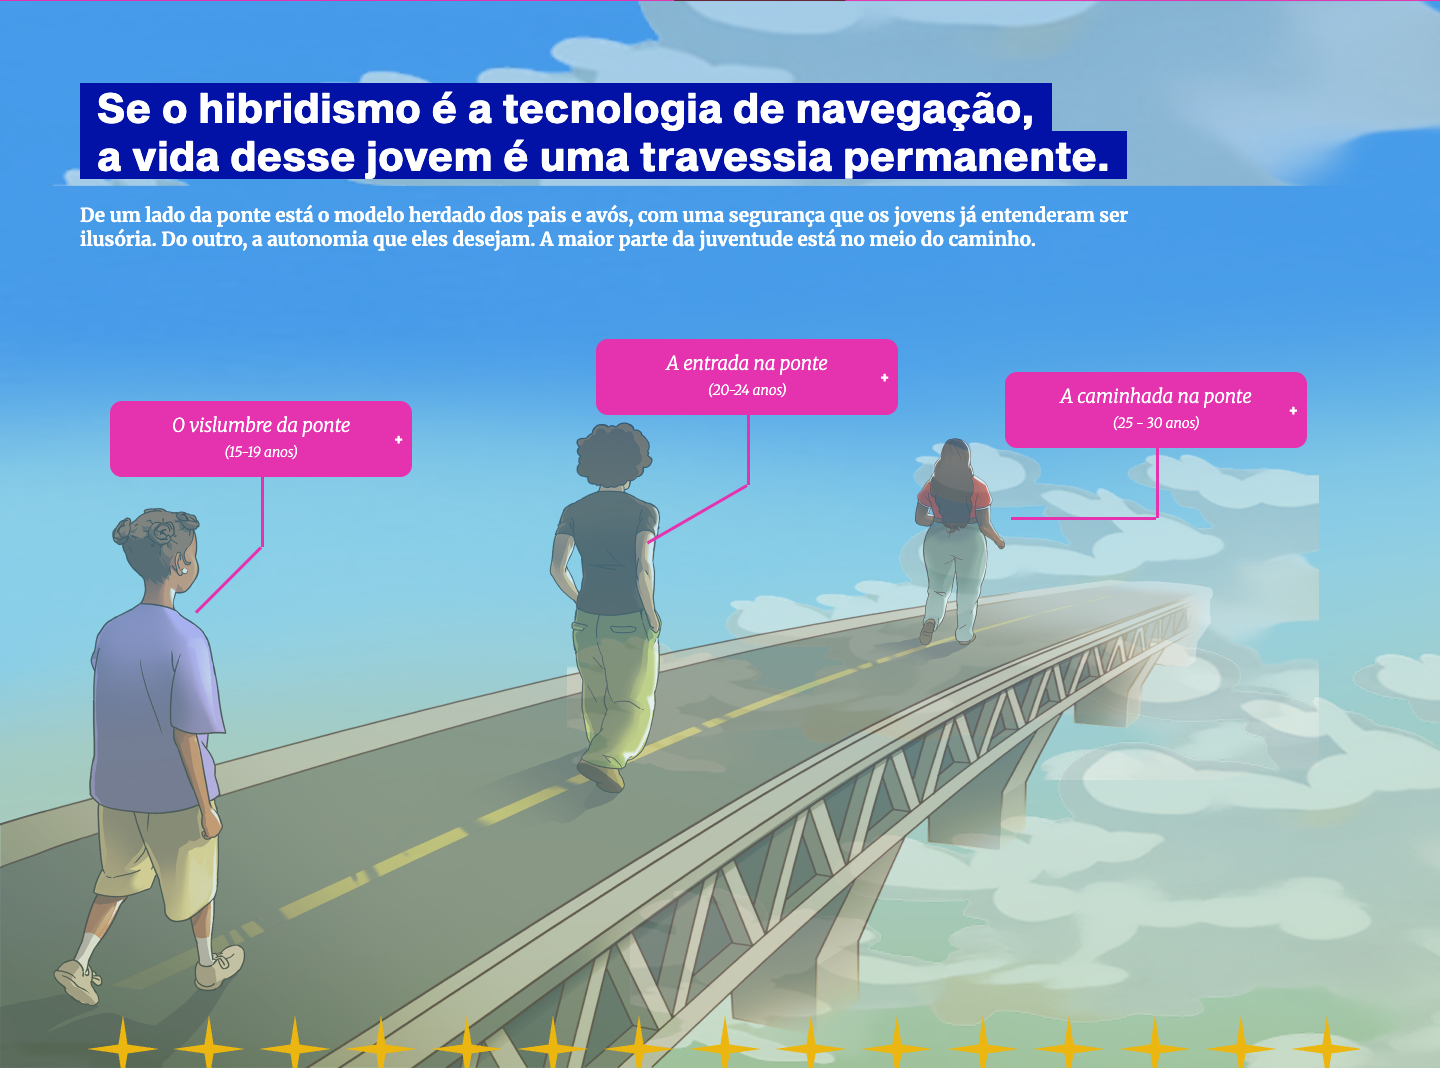 Se o hibridismo é a tecnologia de navegação,
a vida desse jovem é uma travessia permanente.
De um lado da ponte está o modelo herdado dos pais e avós, com uma segurança que os jovens já entenderam ser
ilusória. Do outro, a autonomia que eles desejam. A maior parte da juventude está no meio do caminho.
O vislumbre da ponte
(15-19 anos)
+
A entrada na ponte
(20-24 anos)
+
A caminhada na ponte
(25 - 30 anos)
+